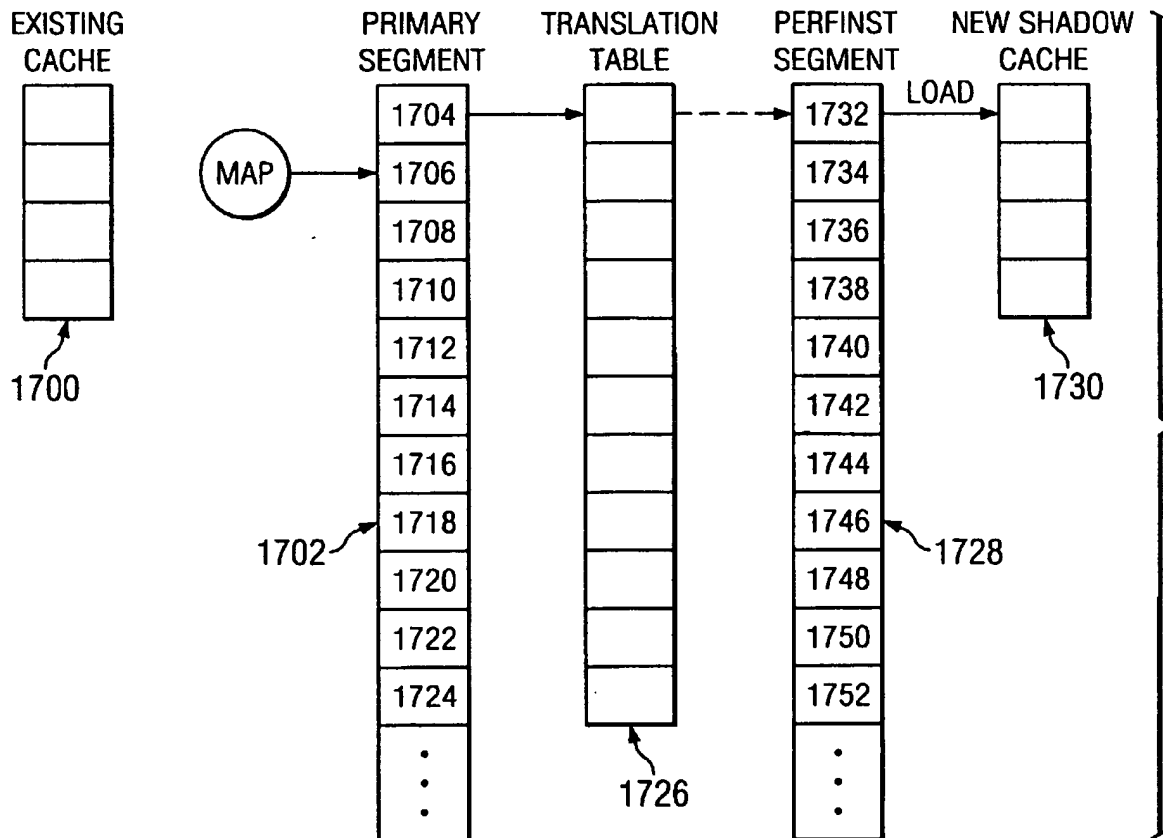 EXISTING
CACHE
PRIMARY
SEGMENT
TRANSLATION
TABLE
PERFINST
SEGMENT
NEW SHADOW
CACHE
MAP
LOAD
1704
1706
1708
1710
1712
1714
1716
1718
1720
1722
1724
1732
1734
1736
1738
1740
1742
1744
1746
1748
1750
1752
1700
1702
1726
1728
1730